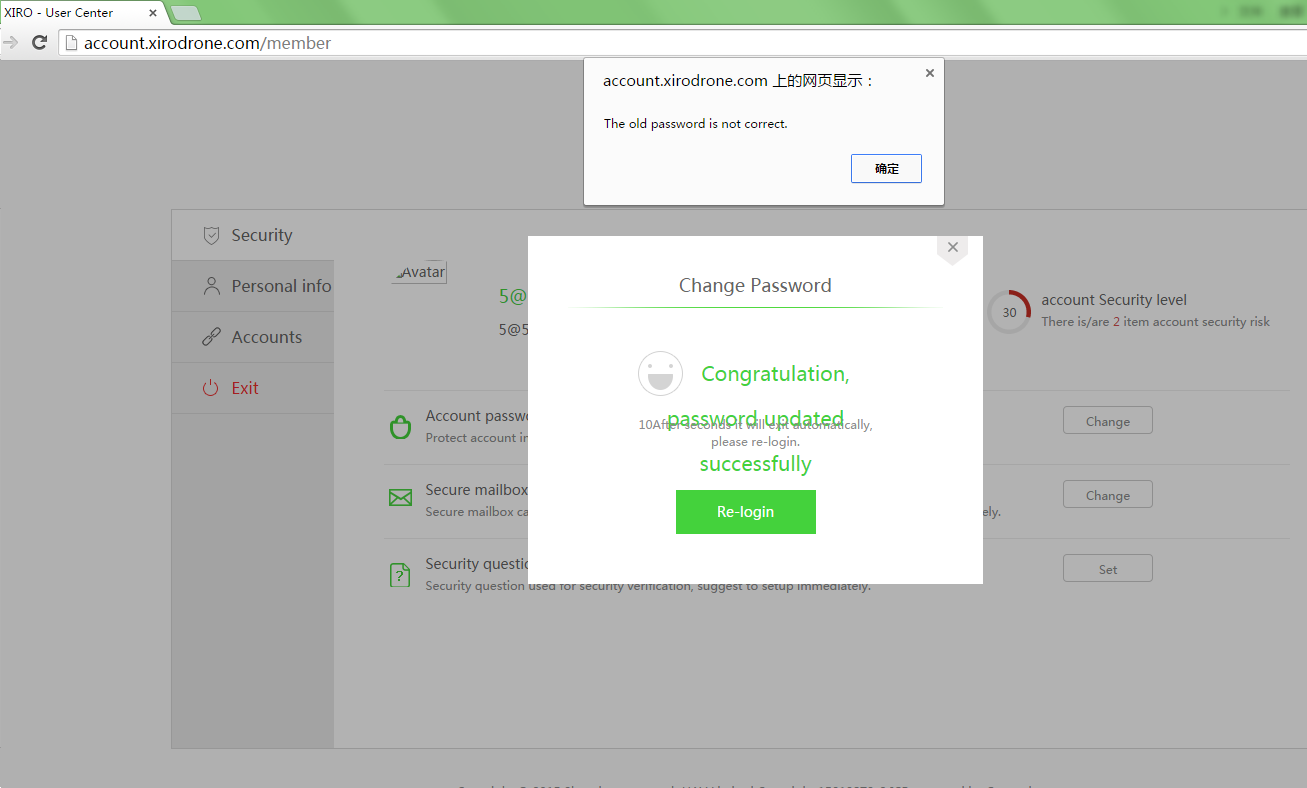 XIRO - User Center
account.xirodrone.com/member
account.xirodrone.com 上的网页显示：
The old password is not correct.
确定
Security
Personal info
Accounts
Exit
Avatar
5@
5@5
30
account Security level
There is/are 2 item account security risk
Change Password
Congratulation,
password updated
successfully
10After seconds it will exit automatically,
please re-login.
Re-login
Account passwo
Protect account in
Change
Secure mailbox
Secure mailbox ca
ely.
Change
Security questio
Security question used for security verification, suggest to setup immediately.
Set